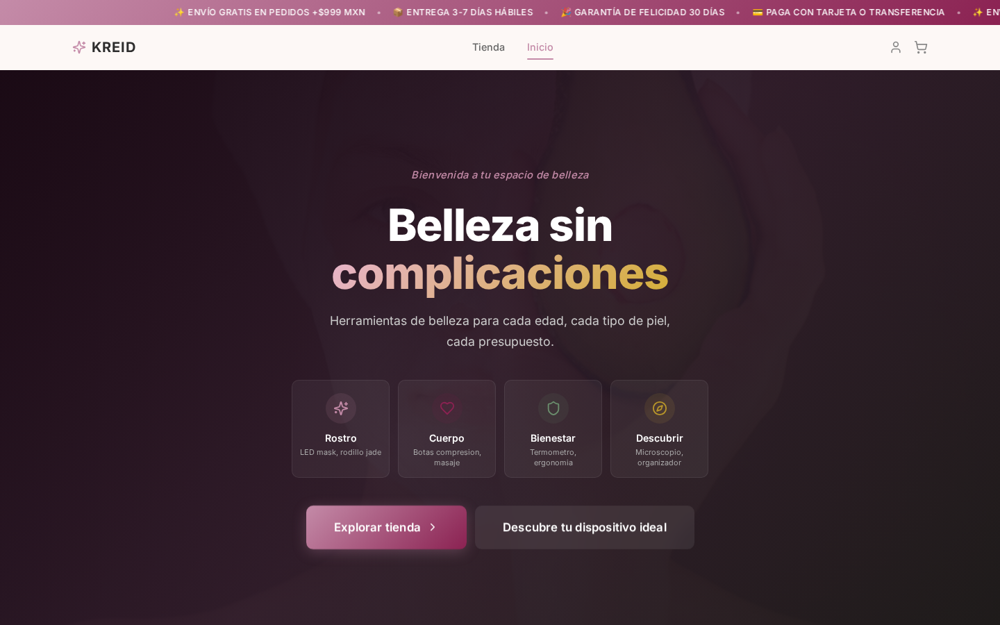 ✨ ENVÍO GRATIS EN PEDIDOS +$999 MXN • 📦 ENTREGA 3-7 DÍAS HÁBILES • 🎉 GARANTÍA DE FELICIDAD 30 DÍAS • 💳 PAGA CON TARJETA O TRANSFERENCIA • ✨
KREID
Tienda
Inicio
Bienvenida a tu espacio de belleza
Belleza sin
complicaciones
Herramientas de belleza para cada edad, cada tipo de piel,
cada presupuesto.
Rostro
LED mask, rodillo jade
Cuerpo
Botas compresion,
masaje
Bienestar
Termometro,
ergonomia
Descubrir
Microscopio,
organizador
Explorar tienda
Descubre tu dispositivo ideal